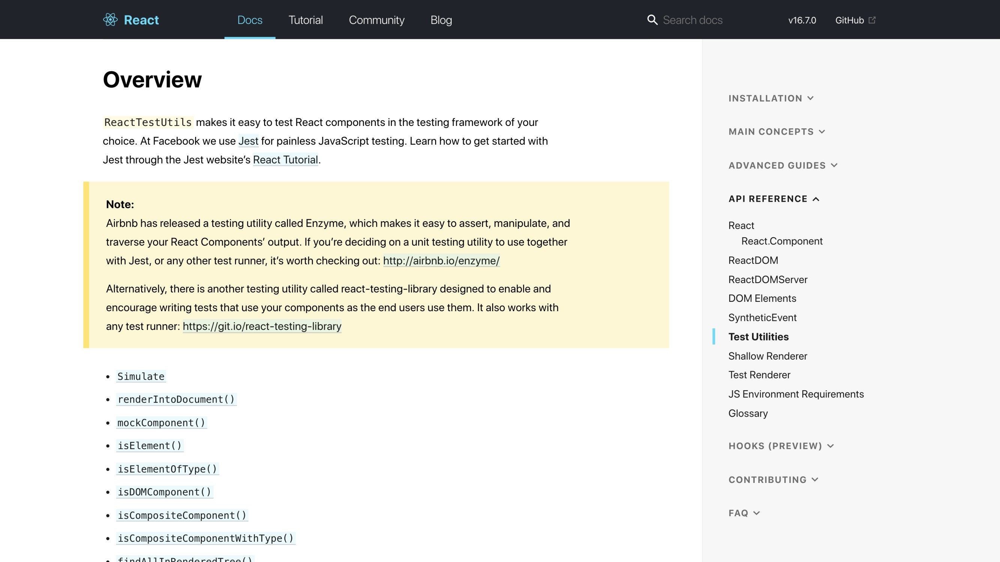 React
Docs
Tutorial
Community
Blog
Search docs
v16.7.0
GitHub
Overview
ReactTestUtils makes it easy to test React components in the testing framework of your
choice. At Facebook we use Jest for painless JavaScript testing. Learn how to get started with
Jest through the Jest website’s React Tutorial.
Note:
Airbnb has released a testing utility called Enzyme, which makes it easy to assert, manipulate, and
traverse your React Components’ output. If you’re deciding on a unit testing utility to use together
with Jest, or any other test runner, it’s worth checking out: http://airbnb.io/enzyme/
Alternatively, there is another testing utility called react-testing-library designed to enable and
encourage writing tests that use your components as the end users use them. It also works with
any test runner: https://git.io/react-testing-library
Simulate
renderIntoDocument()
mockComponent()
isElement()
isElementOfType()
isDOMComponent()
isCompositeComponent()
isCompositeComponentWithType()
findAllInRenderedTree()
INSTALLATION
MAIN CONCEPTS
ADVANCED GUIDES
API REFERENCE
React
React.Component
ReactDOM
ReactDOMServer
DOM Elements
SyntheticEvent
Test Utilities
Shallow Renderer
Test Renderer
JS Environment Requirements
Glossary
HOOKS (PREVIEW)
CONTRIBUTING
FAQ